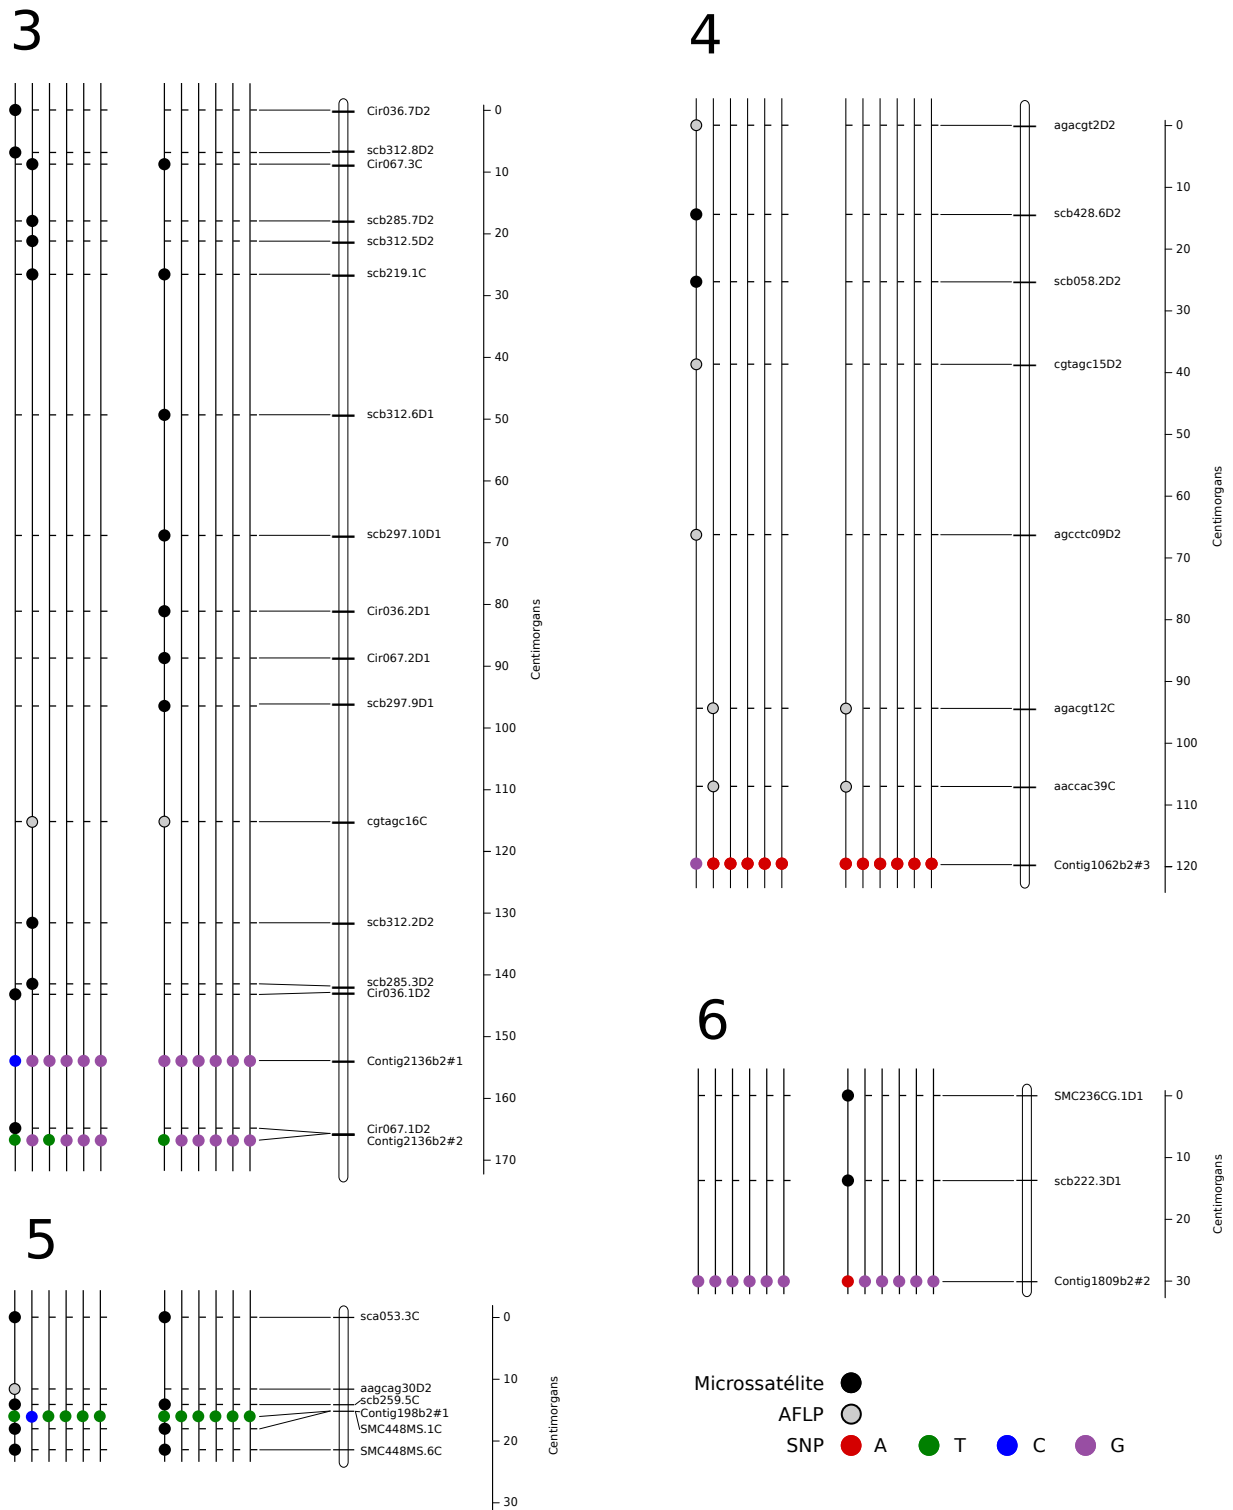 3
Cir036.7D2
scb312.8D2
Cir067.3C
scb285.7D2
scb312.5D2
scb219.1C
scb312.6D1
scb297.10D1
Cir036.2D1
Cir067.2D1
scb297.9D1
cgtagc16C
scb312.2D2
scb285.3D2
Cir036.1D2
Contig2136b2#1
Cir067.1D2
Contig2136b2#2
0
10
20
30
40
50
60
70
80
90
100
110
120
130
140
150
160
170
Centimorgans
4
agacgt2D2
scb428.6D2
scb058.2D2
cgtagc15D2
agcctc09D2
agacgt12C
aaccac39C
Contig1062b2#3
0
10
20
30
40
50
60
70
80
90
100
110
120
Centimorgans
5
sca053.3C
aagcag30D2
scb259.5C
Contig198b2#1
SMC448MS.1C
SMC448MS.6C
0
10
20
30
Centimorgans
6
SMC236CG.1D1
scb222.3D1
Contig1809b2#2
0
10
20
30
Centimorgans
Microssatélite
AFLP
SNP A T C G